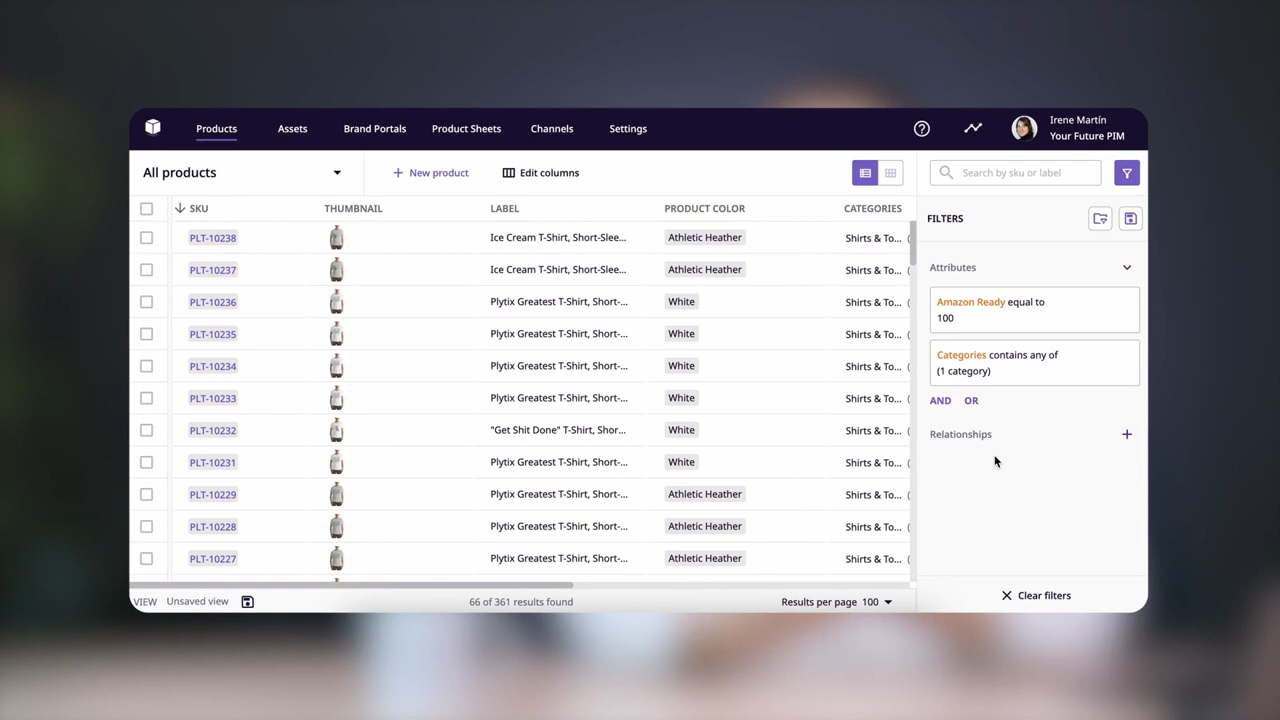 Products Assets Brand Portals Product Sheets Channels Settings
Irene Martín
Your Future PIM
All products
New product
Edit columns
Search by sku or label
SKU THUMBNAIL LABEL PRODUCT COLOR CATEGORIES
PLT-10238 Ice Cream T-Shirt, Short-Slee... Athletic Heather Shirts & To... (
PLT-10237 Ice Cream T-Shirt, Short-Slee... Athletic Heather Shirts & To... (
PLT-10236 Plytix Greatest T-Shirt, Short-... White Shirts & To... (
PLT-10235 Plytix Greatest T-Shirt, Short-... White Shirts & To... (
PLT-10234 Plytix Greatest T-Shirt, Short-... White Shirts & To... (
PLT-10233 Plytix Greatest T-Shirt, Short-... White Shirts & To... (
PLT-10232 "Get Shit Done" T-Shirt, Shor... White Shirts & To... (
PLT-10231 Plytix Greatest T-Shirt, Short-... White Shirts & To... (
PLT-10229 Plytix Greatest T-Shirt, Short-... Athletic Heather Shirts & To... (
PLT-10228 Plytix Greatest T-Shirt, Short-... Athletic Heather Shirts & To... (
PLT-10227 Plytix Greatest T-Shirt, Short-... Athletic Heather Shirts & To... (
VIEW Unsaved view
66 of 361 results found
Results per page 100
FILTERS
Attributes
Amazon Ready equal to
100
Categories contains any of
(1 category)
AND OR
Relationships
Clear filters